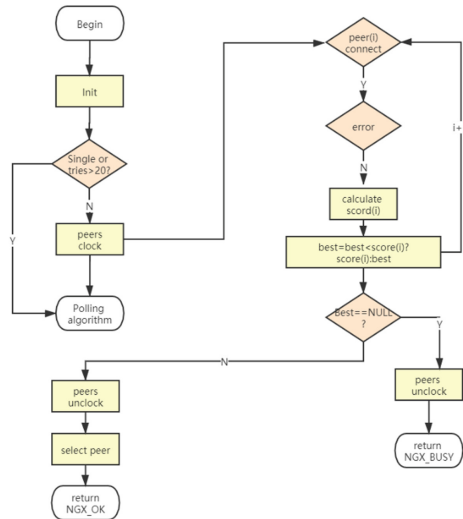 Begin
Init
Single or
tries>20?
N
Y
peers
clock
Polling
algorithm
peer(i)
connect
Y
error
N
i+
calculate
scord(i)
best=best<score(i)?
score(i):best
Best==NULL
?
N
Y
peers
unclock
select peer
return
NGX_OK
peers
unclock
return
NGX_BUSY